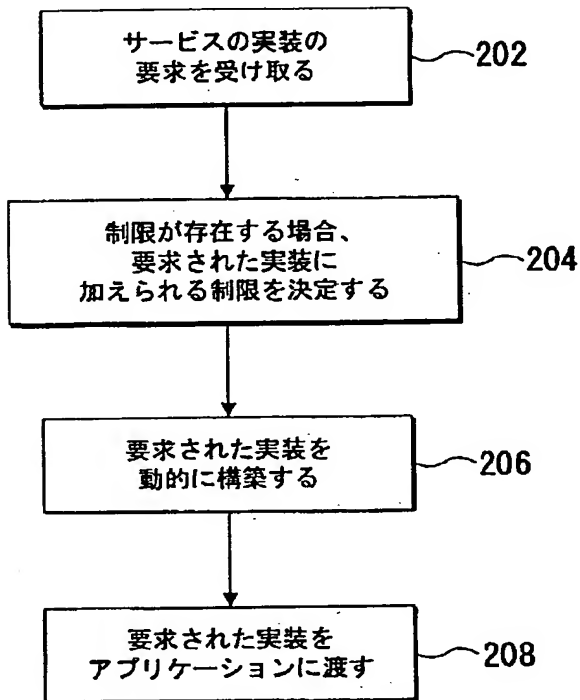 サービスの実装の
要求を受け取る
202
制限が存在する場合、
要求された実装に
加えられる制限を決定する
204
要求された実装を
動的に構築する
206
要求された実装を
アプリケーションに渡す
208